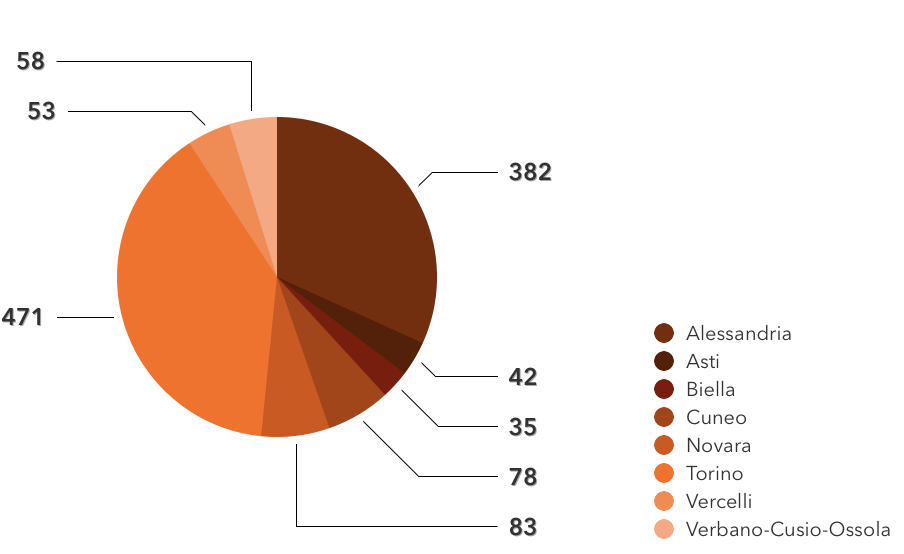 58
53
382
471
42
35
78
83
Alessandria
Asti
Biella
Cuneo
Novara
Torino
Vercelli
Verbano-Cusio-Ossola